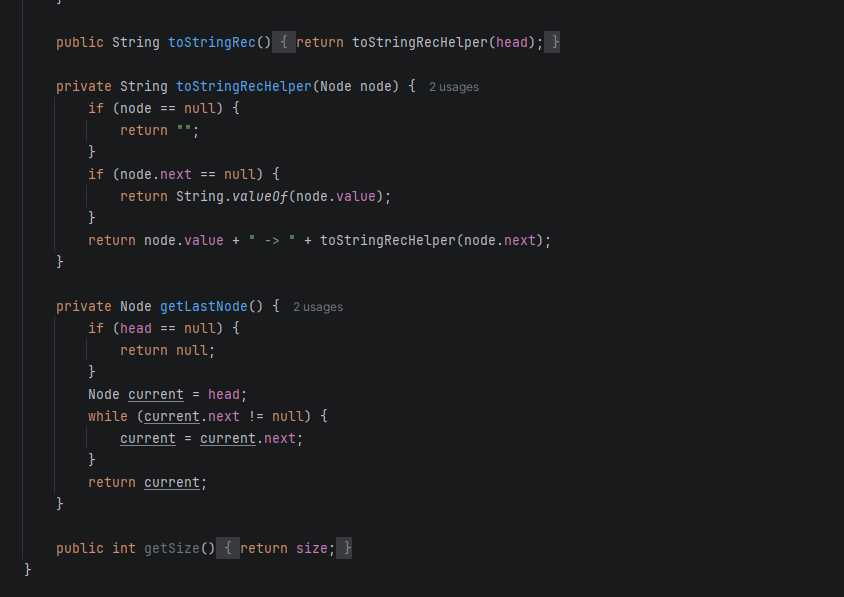 }
public String toStringRec() { return toStringRecHelper(head); }
private String toStringRecHelper(Node node) { 2 usages
if (node == null) {
return "";
}
if (node.next == null) {
return String.valueOf(node.value);
}
return node.value + " -> " + toStringRecHelper(node.next);
}
private Node getLastNode() { 2 usages
if (head == null) {
return null;
}
Node current = head;
while (current.next != null) {
current = current.next;
}
return current;
}
public int getSize() { return size; }
}